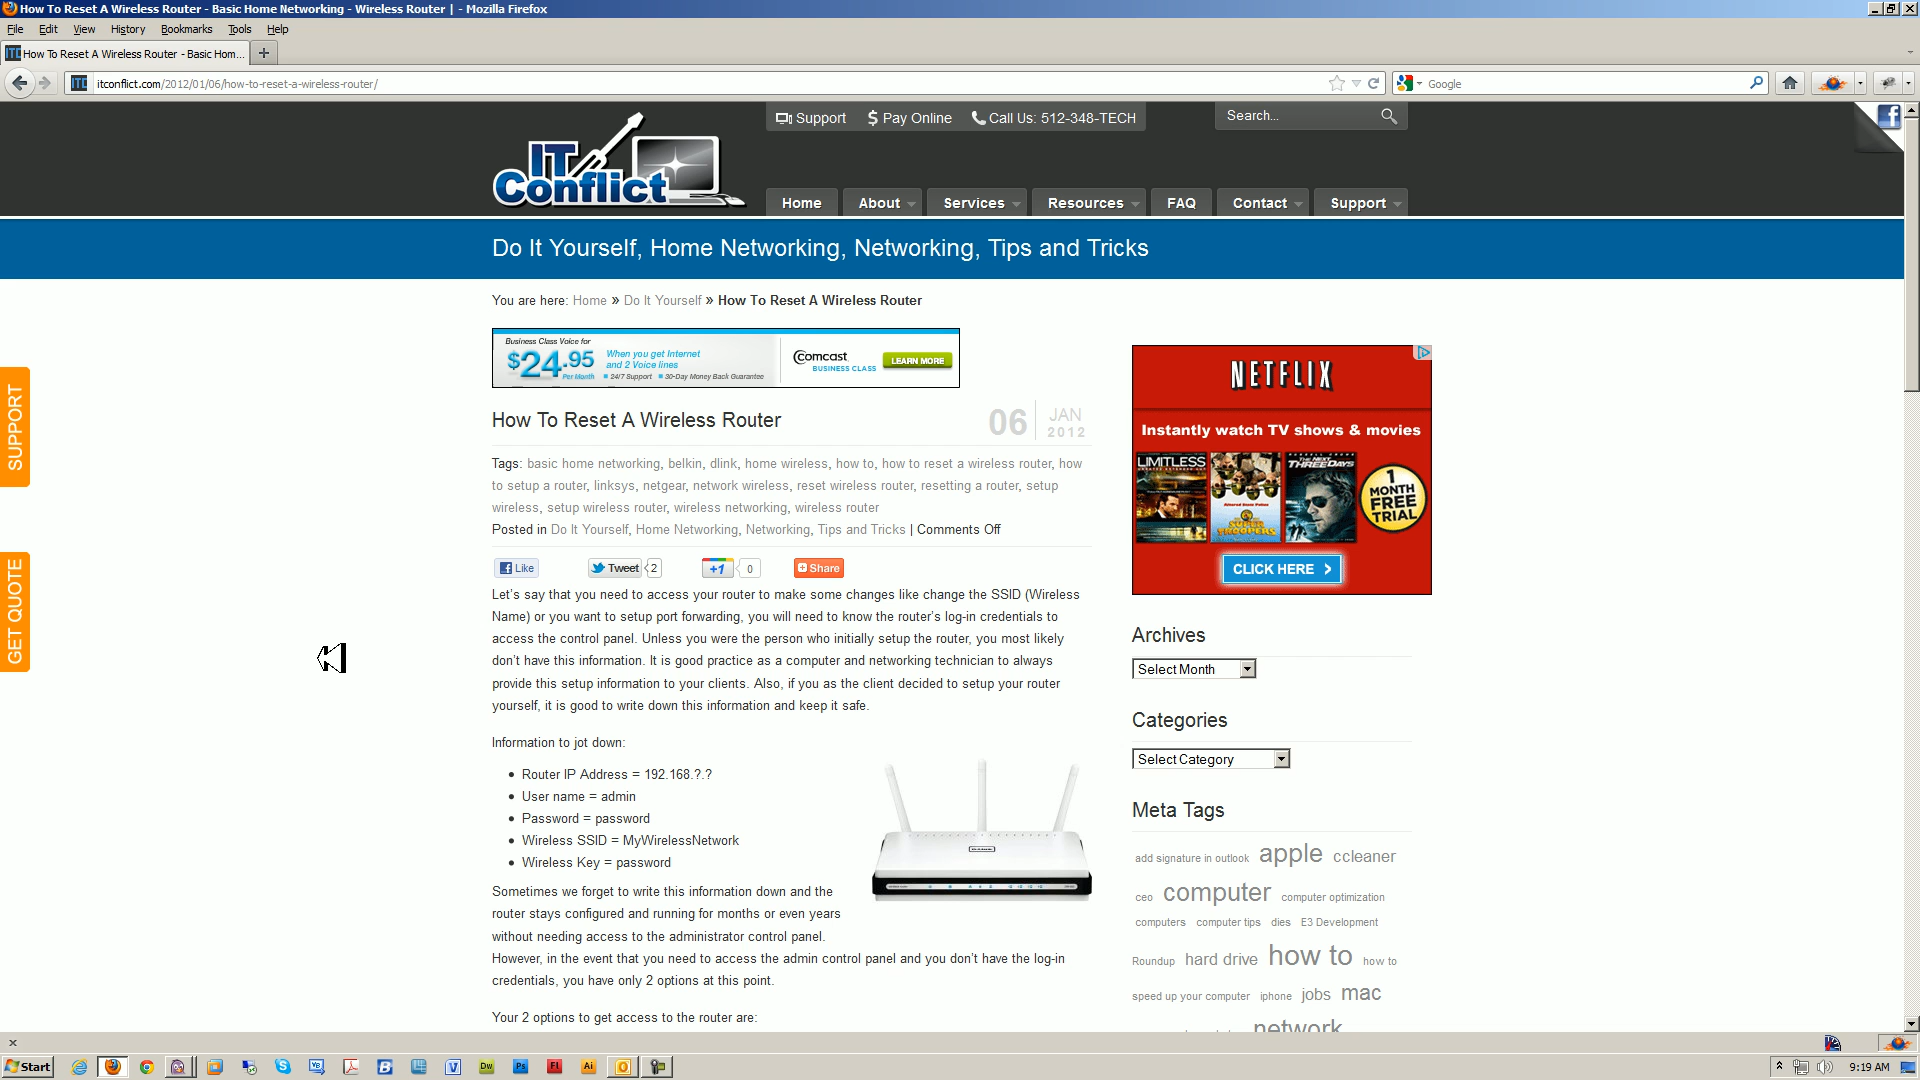 How To Reset A Wireless Router - Basic Home Networking - Wireless Router | - Mozilla Firefox
File Edit View History Bookmarks Tools Help
How To Reset A Wireless Router - Basic Hom...
itconflict.com/2012/01/06/how-to-reset-a-wireless-router/
Google
IT
Conflict
Support
Pay Online
Call Us: 512-348-TECH
Search...
Home About Services Resources FAQ Contact Support
Do It Yourself, Home Networking, Networking, Tips and Tricks
You are here: Home » Do It Yourself » How To Reset A Wireless Router
Business Class Voice for
$24.95
Per Month
When you get Internet
and 2 Voice lines
24/7 Support 30-Day Money Back Guarantee
Comcast
BUSINESS CLASS
LEARN MORE
How To Reset A Wireless Router
06
JAN
2012
Tags: basic home networking, belkin, dlink, home wireless, how to, how to reset a wireless router, how
to setup a router, linksys, netgear, network wireless, reset wireless router, resetting a router, setup
wireless, setup wireless router, wireless networking, wireless router
Posted in Do It Yourself, Home Networking, Networking, Tips and Tricks | Comments Off
Like
Tweet 2
+1 0
Share
Let's say that you need to access your router to make some changes like change the SSID (Wireless
Name) or you want to setup port forwarding, you will need to know the router's log-in credentials to
access the control panel. Unless you were the person who initially setup the router, you most likely
don't have this information. It is good practice as a computer and networking technician to always
provide this setup information to your clients. Also, if you as the client decided to setup your router
yourself, it is good to write down this information and keep it safe.
Information to jot down:
Router IP Address = 192.168.?.?
User name = admin
Password = password
Wireless SSID = MyWirelessNetwork
Wireless Key = password
Sometimes we forget to write this information down and the
router stays configured and running for months or even years
without needing access to the administrator control panel.
However, in the event that you need to access the admin control panel and you don't have the log-in
credentials, you have only 2 options at this point.
Your 2 options to get access to the router are:
SUPPORT
GET QUOTE
NETFLIX
Instantly watch TV shows & movies
LIMITLESS
SUPER TROOPERS
THE NEXT
THREE DAYS
1
MONTH
FREE
TRIAL
CLICK HERE
Archives
Select Month
Categories
Select Category
Meta Tags
add signature in outlook apple ccleaner
ceo computer computer optimization
computers computer tips dies E3 Development
Roundup hard drive how to how to
speed up your computer iphone jobs mac
network
Start
9:19 AM